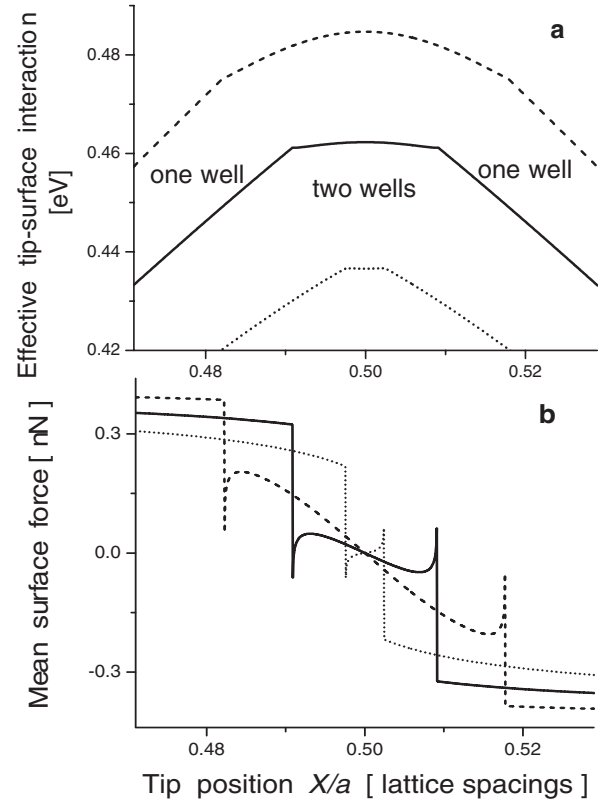 a
Effective tip-surface interaction
[eV]
0.48
0.46
0.44
0.42
one well
two wells
one well
0.48
0.50
0.52
b
Mean surface force [ nN ]
0.3
0.0
-0.3
0.48
0.50
0.52
Tip position X/a [ lattice spacings ]